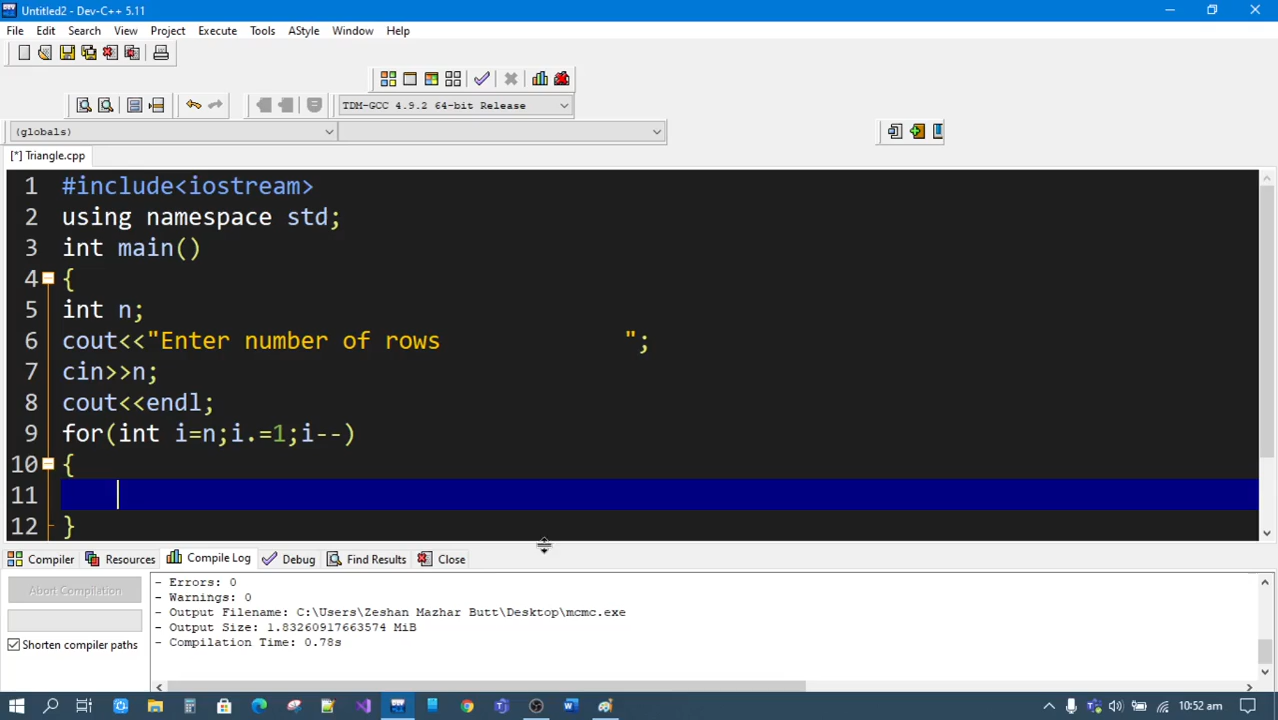 Untitled2 - Dev-C++ 5.11
File Edit Search View Project Execute Tools AStyle Window Help
TDM-GCC 4.9.2 64-bit Release
(globals)
[*] Triangle.cpp
1 #include<iostream>
2 using namespace std;
3 int main()
4 {
5 int n;
6 cout<<"Enter number of rows             ";
7 cin>>n;
8 cout<<endl;
9 for(int i=n;i.=1;i--)
10 {
11
12 }
Compiler Resources Compile Log Debug Find Results Close
Abort Compilation
Shorten compiler paths
- Errors: 0
- Warnings: 0
- Output Filename: C:\Users\Zeshan Mazhar Butt\Desktop\mcmc.exe
- Output Size: 1.83260917663574 MiB
- Compilation Time: 0.78s
10:52 am